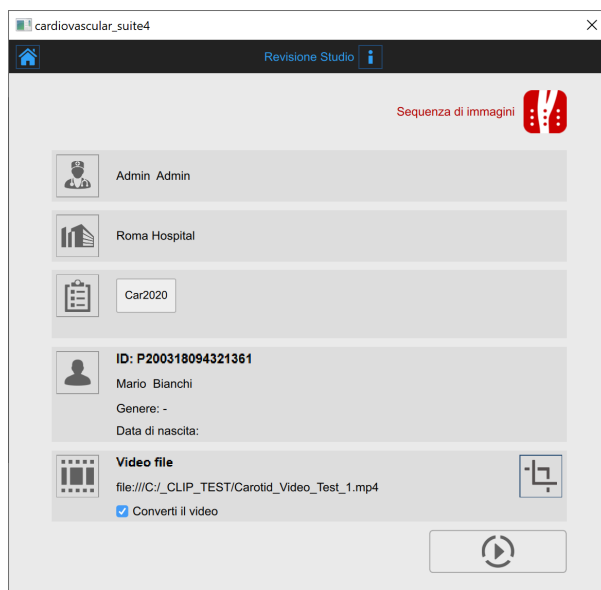 cardiovascular_suite4
Revisione Studio
Sequenza di immagini
Admin Admin
Roma Hospital
Car2020
ID: P200318094321361
Mario Bianchi
Genere: -
Data di nascita:
Video file
file:///C:/_CLIP_TEST/Carotid_Video_Test_1.mp4
Converti il video